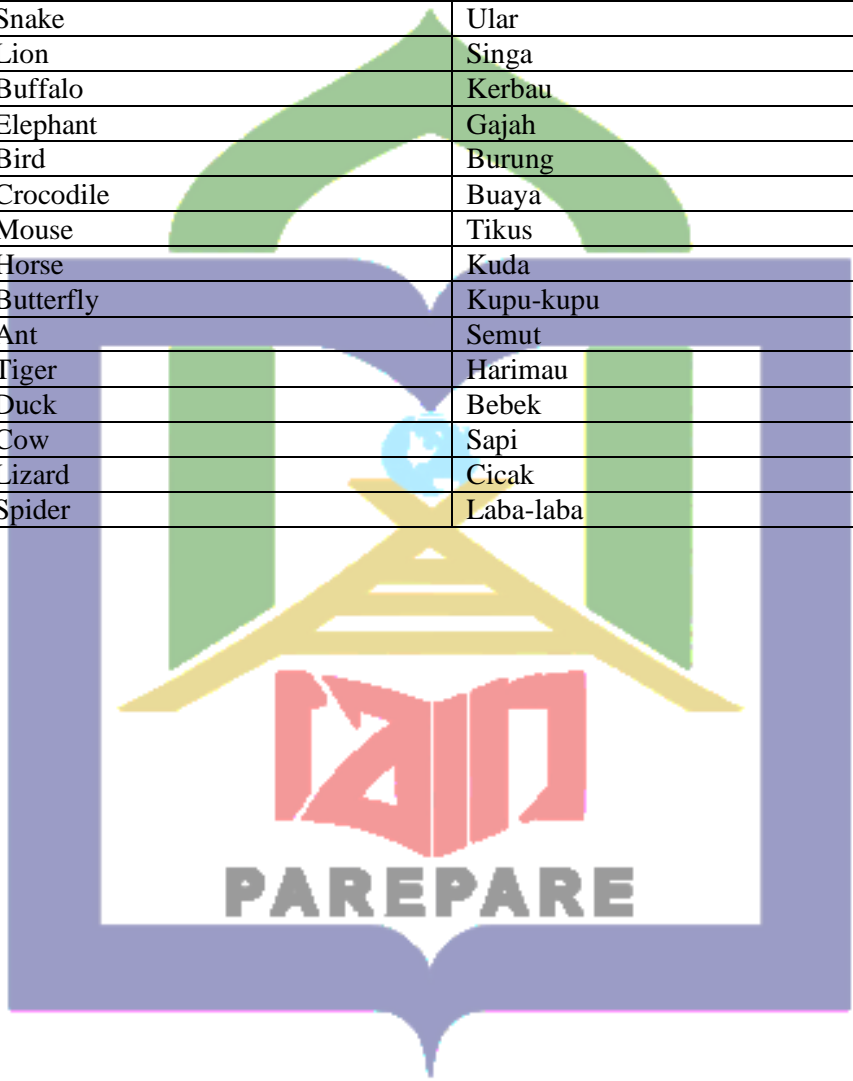 Snake Ular
Lion Singa
Buffalo Kerbau
Elephant Gajah
Bird Burung
Crocodile Buaya
Mouse Tikus
Horse Kuda
Butterfly Kupu-kupu
Ant Semut
Tiger Harimau
Duck Bebek
Cow Sapi
Lizard Cicak
Spider Laba-laba
iain
PAREPARE